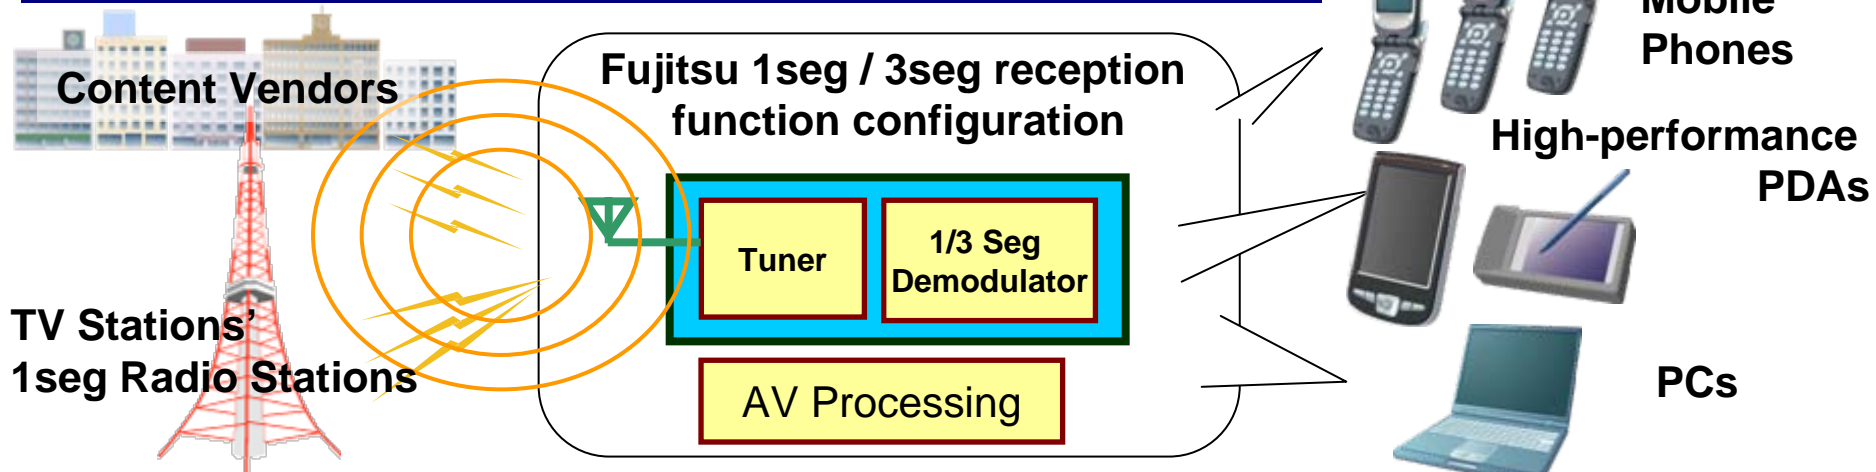 Content Vendors
TV Stations’
1seg Radio Stations
Fujitsu 1seg / 3seg reception
function configuration
Tuner
1/3 Seg
Demodulator
AV Processing
Mobile
Phones
High-performance
PDAs
PCs